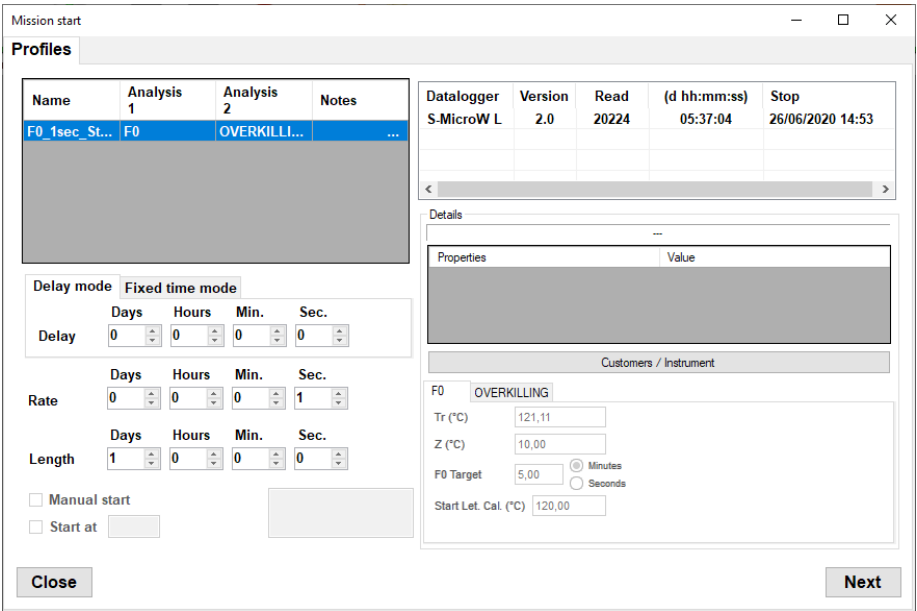 Mission start
Profiles
Name Analysis 1 Analysis 2 Notes
F0_1sec_St... F0 OVERKILLI... ...
Datalogger Version Read (d hh:mm:ss) Stop
S-MicroW L 2.0 20224 05:37:04 26/06/2020 14:53
Details
---
Properties Value
Customers / Instrument
Delay mode Fixed time mode
Days Hours Min. Sec.
Delay 0 0 0 0
Days Hours Min. Sec.
Rate 0 0 0 1
Days Hours Min. Sec.
Length 1 0 0 0
Manual start
Start at
F0 OVERKILLING
Tr (°C) 121,11
Z (°C) 10,00
F0 Target 5,00 Minutes
Seconds
Start Let. Cal. (°C) 120,00
Close Next